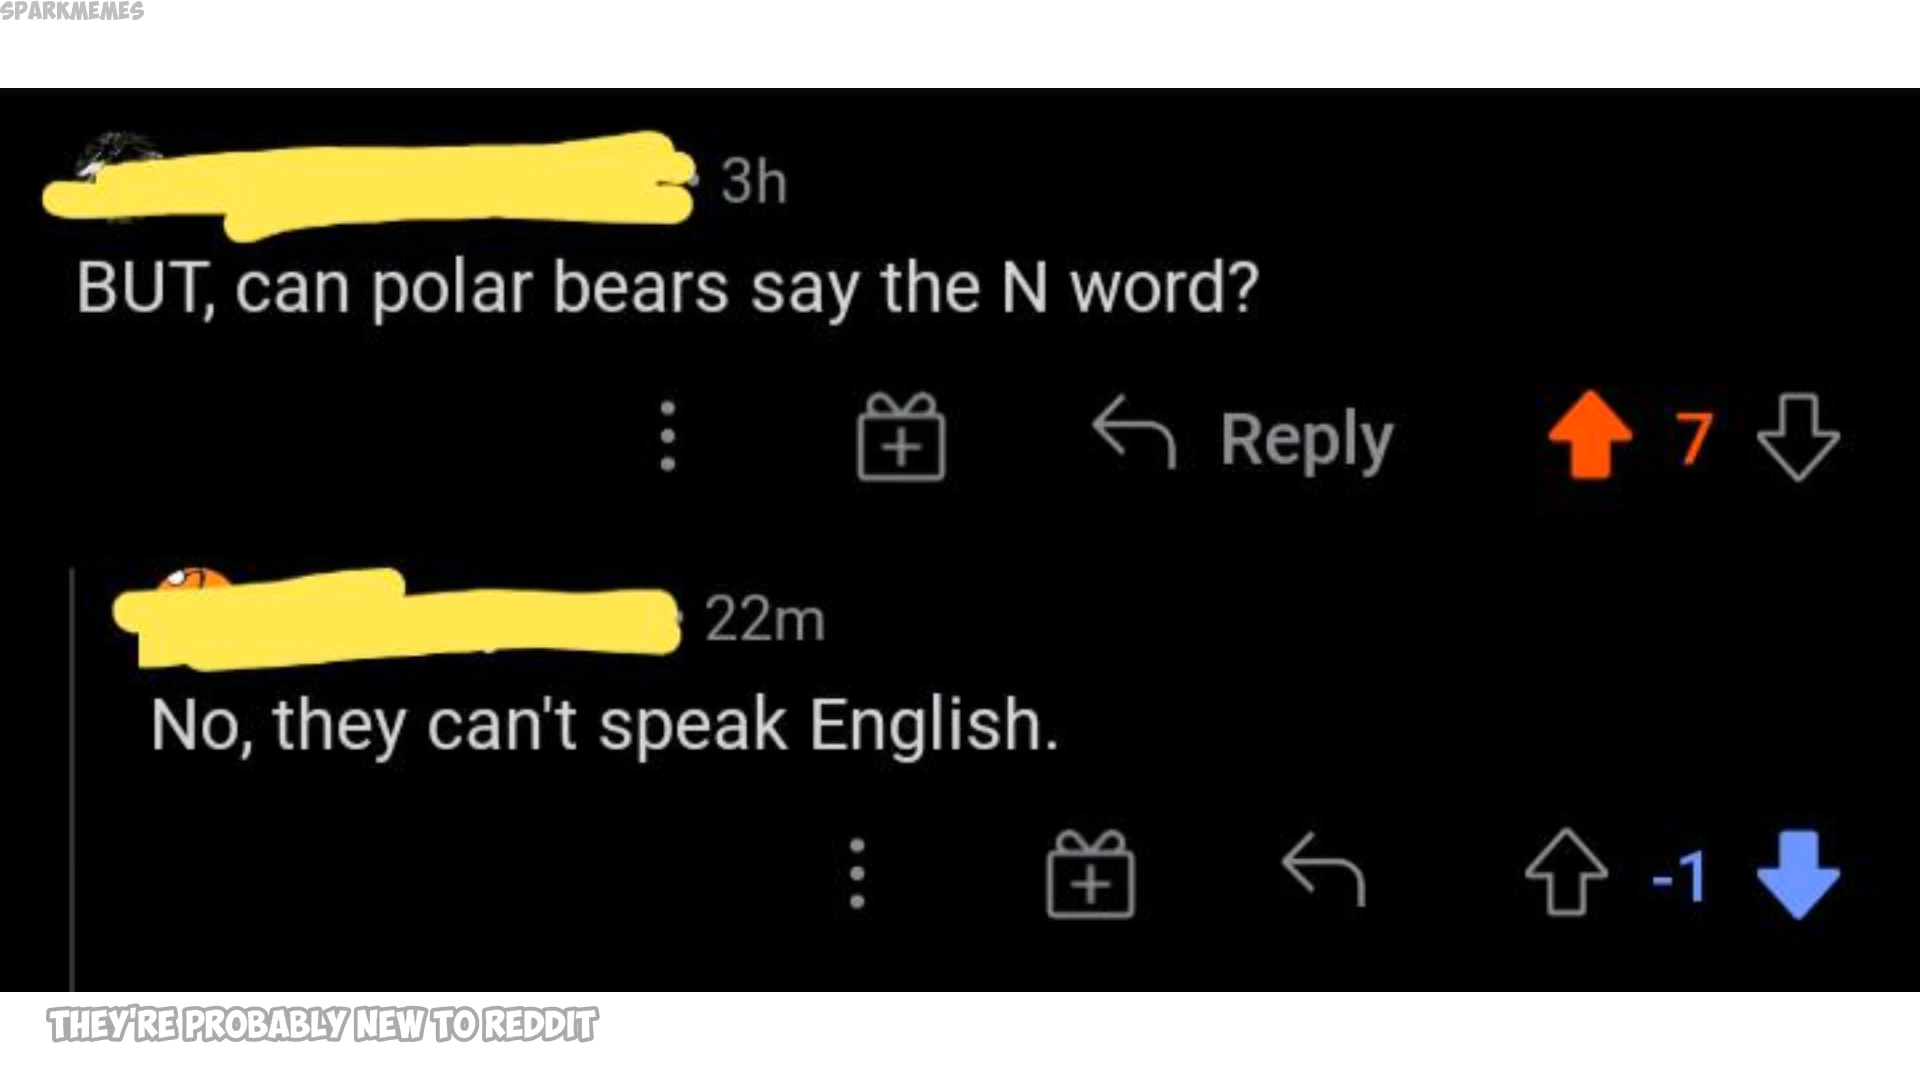 SPARKMEMES
3h
BUT, can polar bears say the N word?
Reply
7
22m
No, they can't speak English.
-1
THEY'RE PROBABLY NEW TO REDDIT